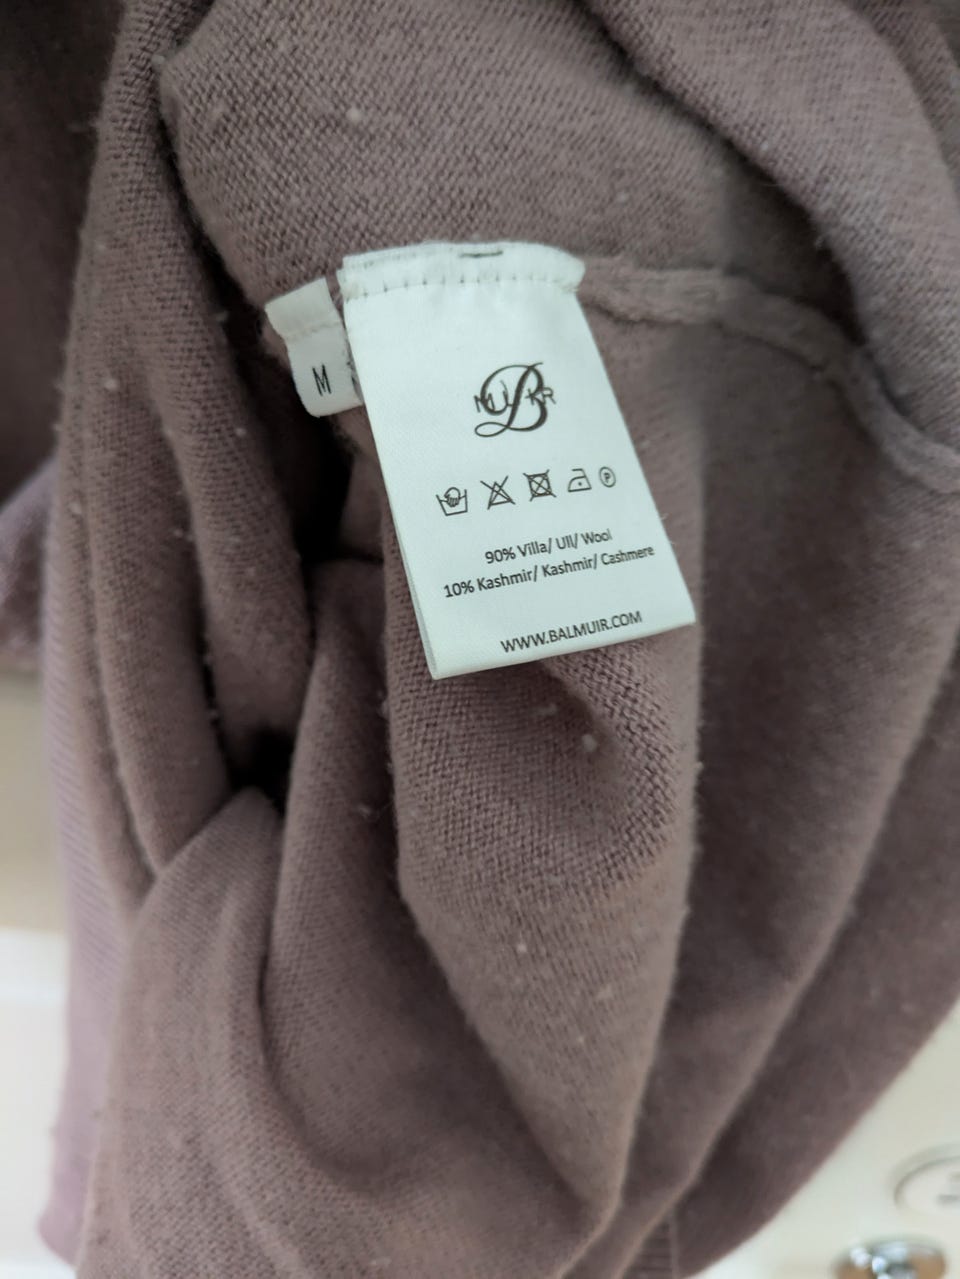 M
B
90% Villa/ Ull/ Wool
10% Kashmir/ Kashmir/ Cashmere
WWW.BALMUIR.COM
P